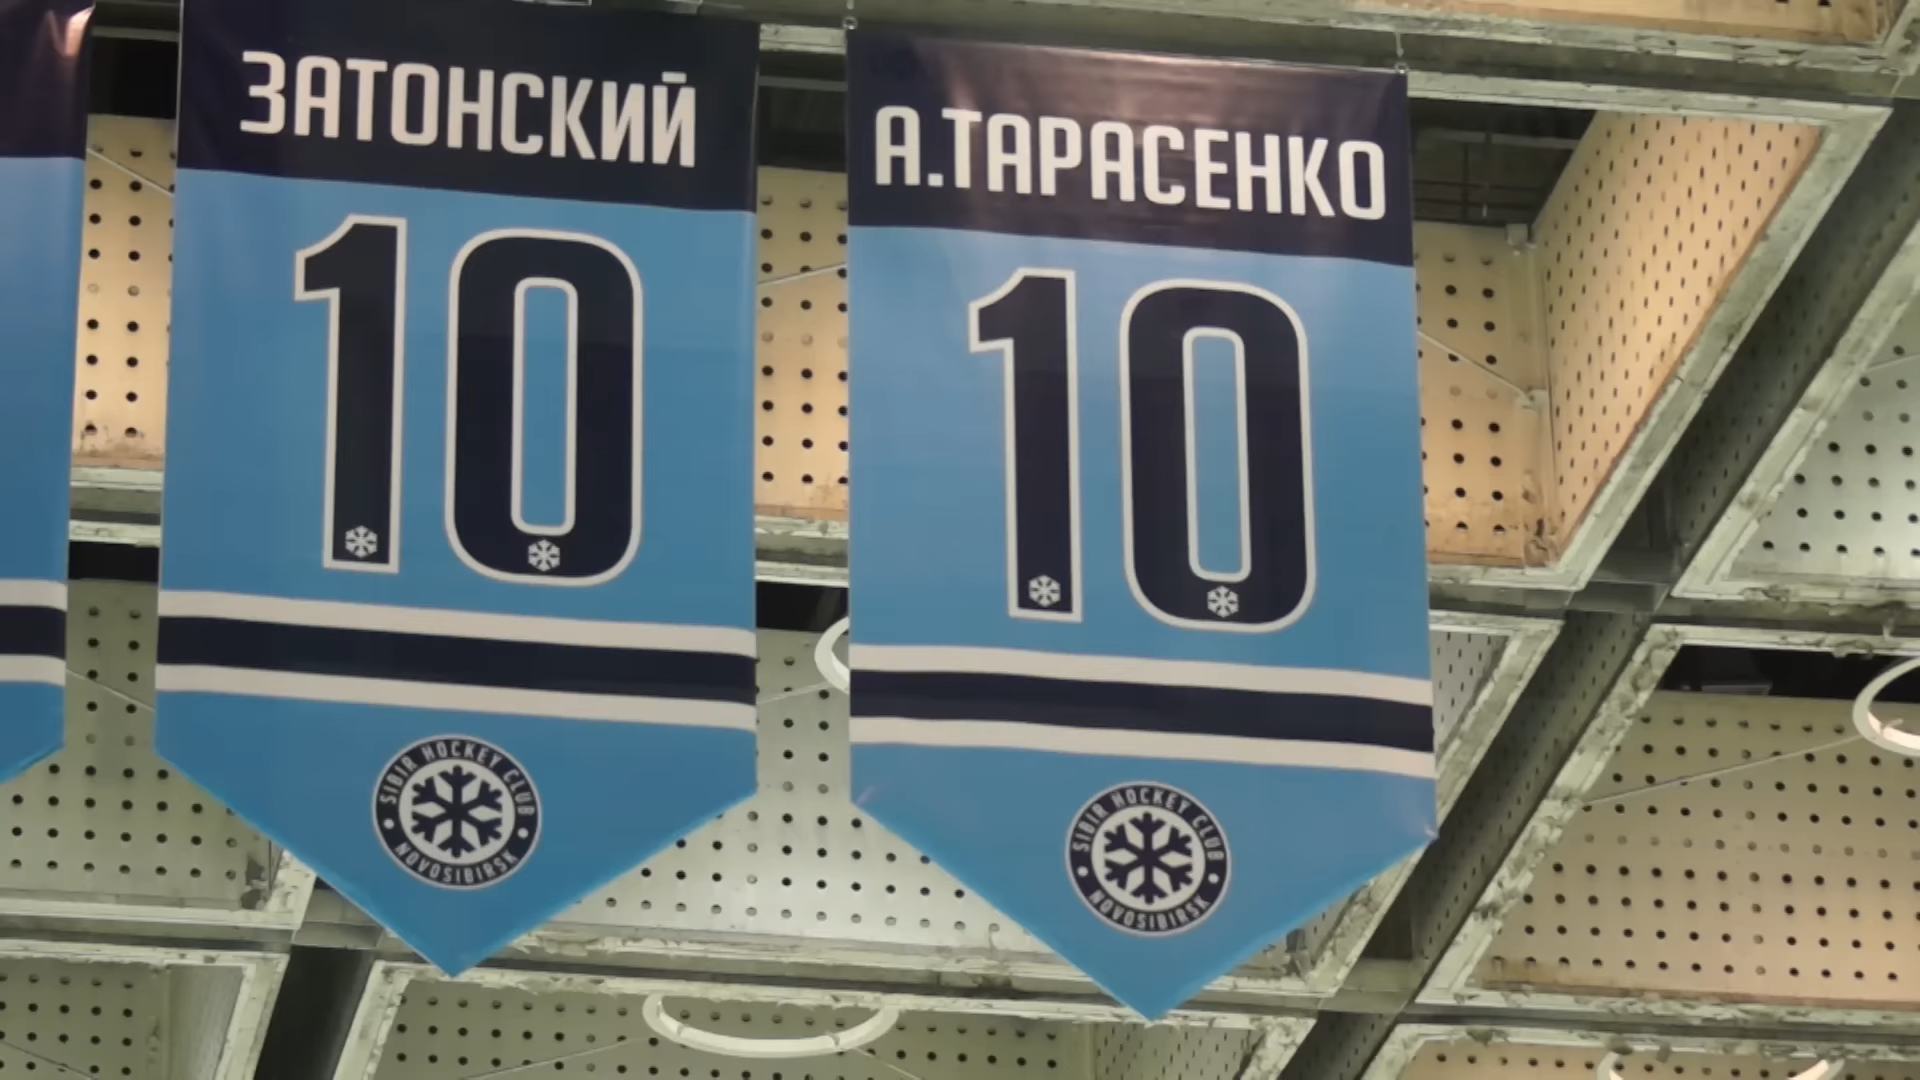 ЗАТОНСКИЙ
10
SIBIR HOCKEY CLUB
NOVOSIBIRSK
А.ТАРАСЕНКО
10
SIBIR HOCKEY CLUB
NOVOSIBIRSK